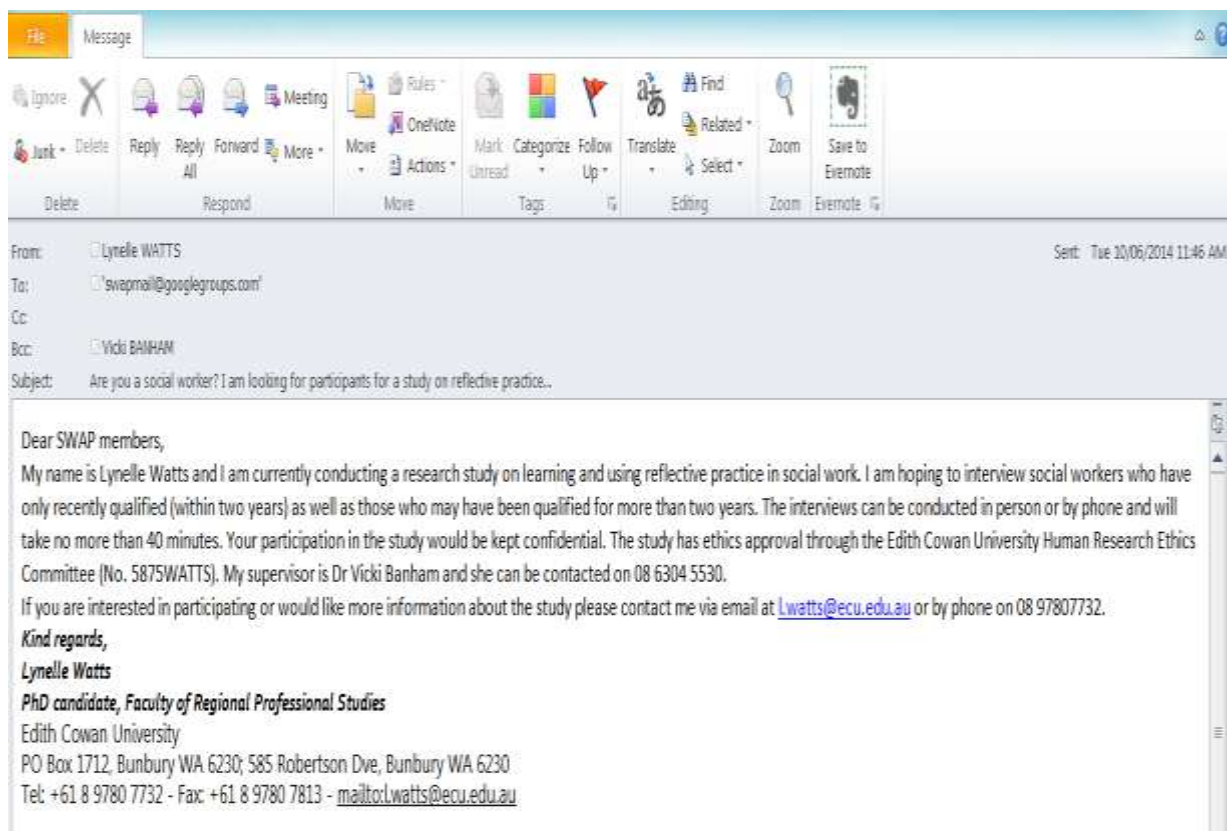 File Message
Ignore Meeting Rules Find
OneNote Related
Junk Delete Reply Reply All Forward More Move Actions Mark Unread Categorize Follow Up Translate Select Zoom Save to Evernote
Delete Respond Move Tags Editing Zoom Evernote
From: Lynelle WATTS Sent: Tue 10/06/2014 11:46 AM
To: 'swapmail@googlegroups.com'
Cc:
Bcc: Vicki BANHAM
Subject: Are you a social worker? I am looking for participants for a study on reflective practice...
Dear SWAP members,
My name is Lynelle Watts and I am currently conducting a research study on learning and using reflective practice in social work. I am hoping to interview social workers who have
only recently qualified (within two years) as well as those who may have been qualified for more than two years. The interviews can be conducted in person or by phone and will
take no more than 40 minutes. Your participation in the study would be kept confidential. The study has ethics approval through the Edith Cowan University Human Research Ethics
Committee (No. 5875WATTS). My supervisor is Dr Vicki Banham and she can be contacted on 08 6304 5530.
If you are interested in participating or would like more information about the study please contact me via email at l.watts@ecu.edu.au or by phone on 08 97807732.
Kind regards,
Lynelle Watts
PhD candidate, Faculty of Regional Professional Studies
Edith Cowan University
PO Box 1712, Bunbury WA 6230; 585 Robertson Dve, Bunbury WA 6230
Tel: +61 8 9780 7732 - Fax: +61 8 9780 7813 - mailto:l.watts@ecu.edu.au